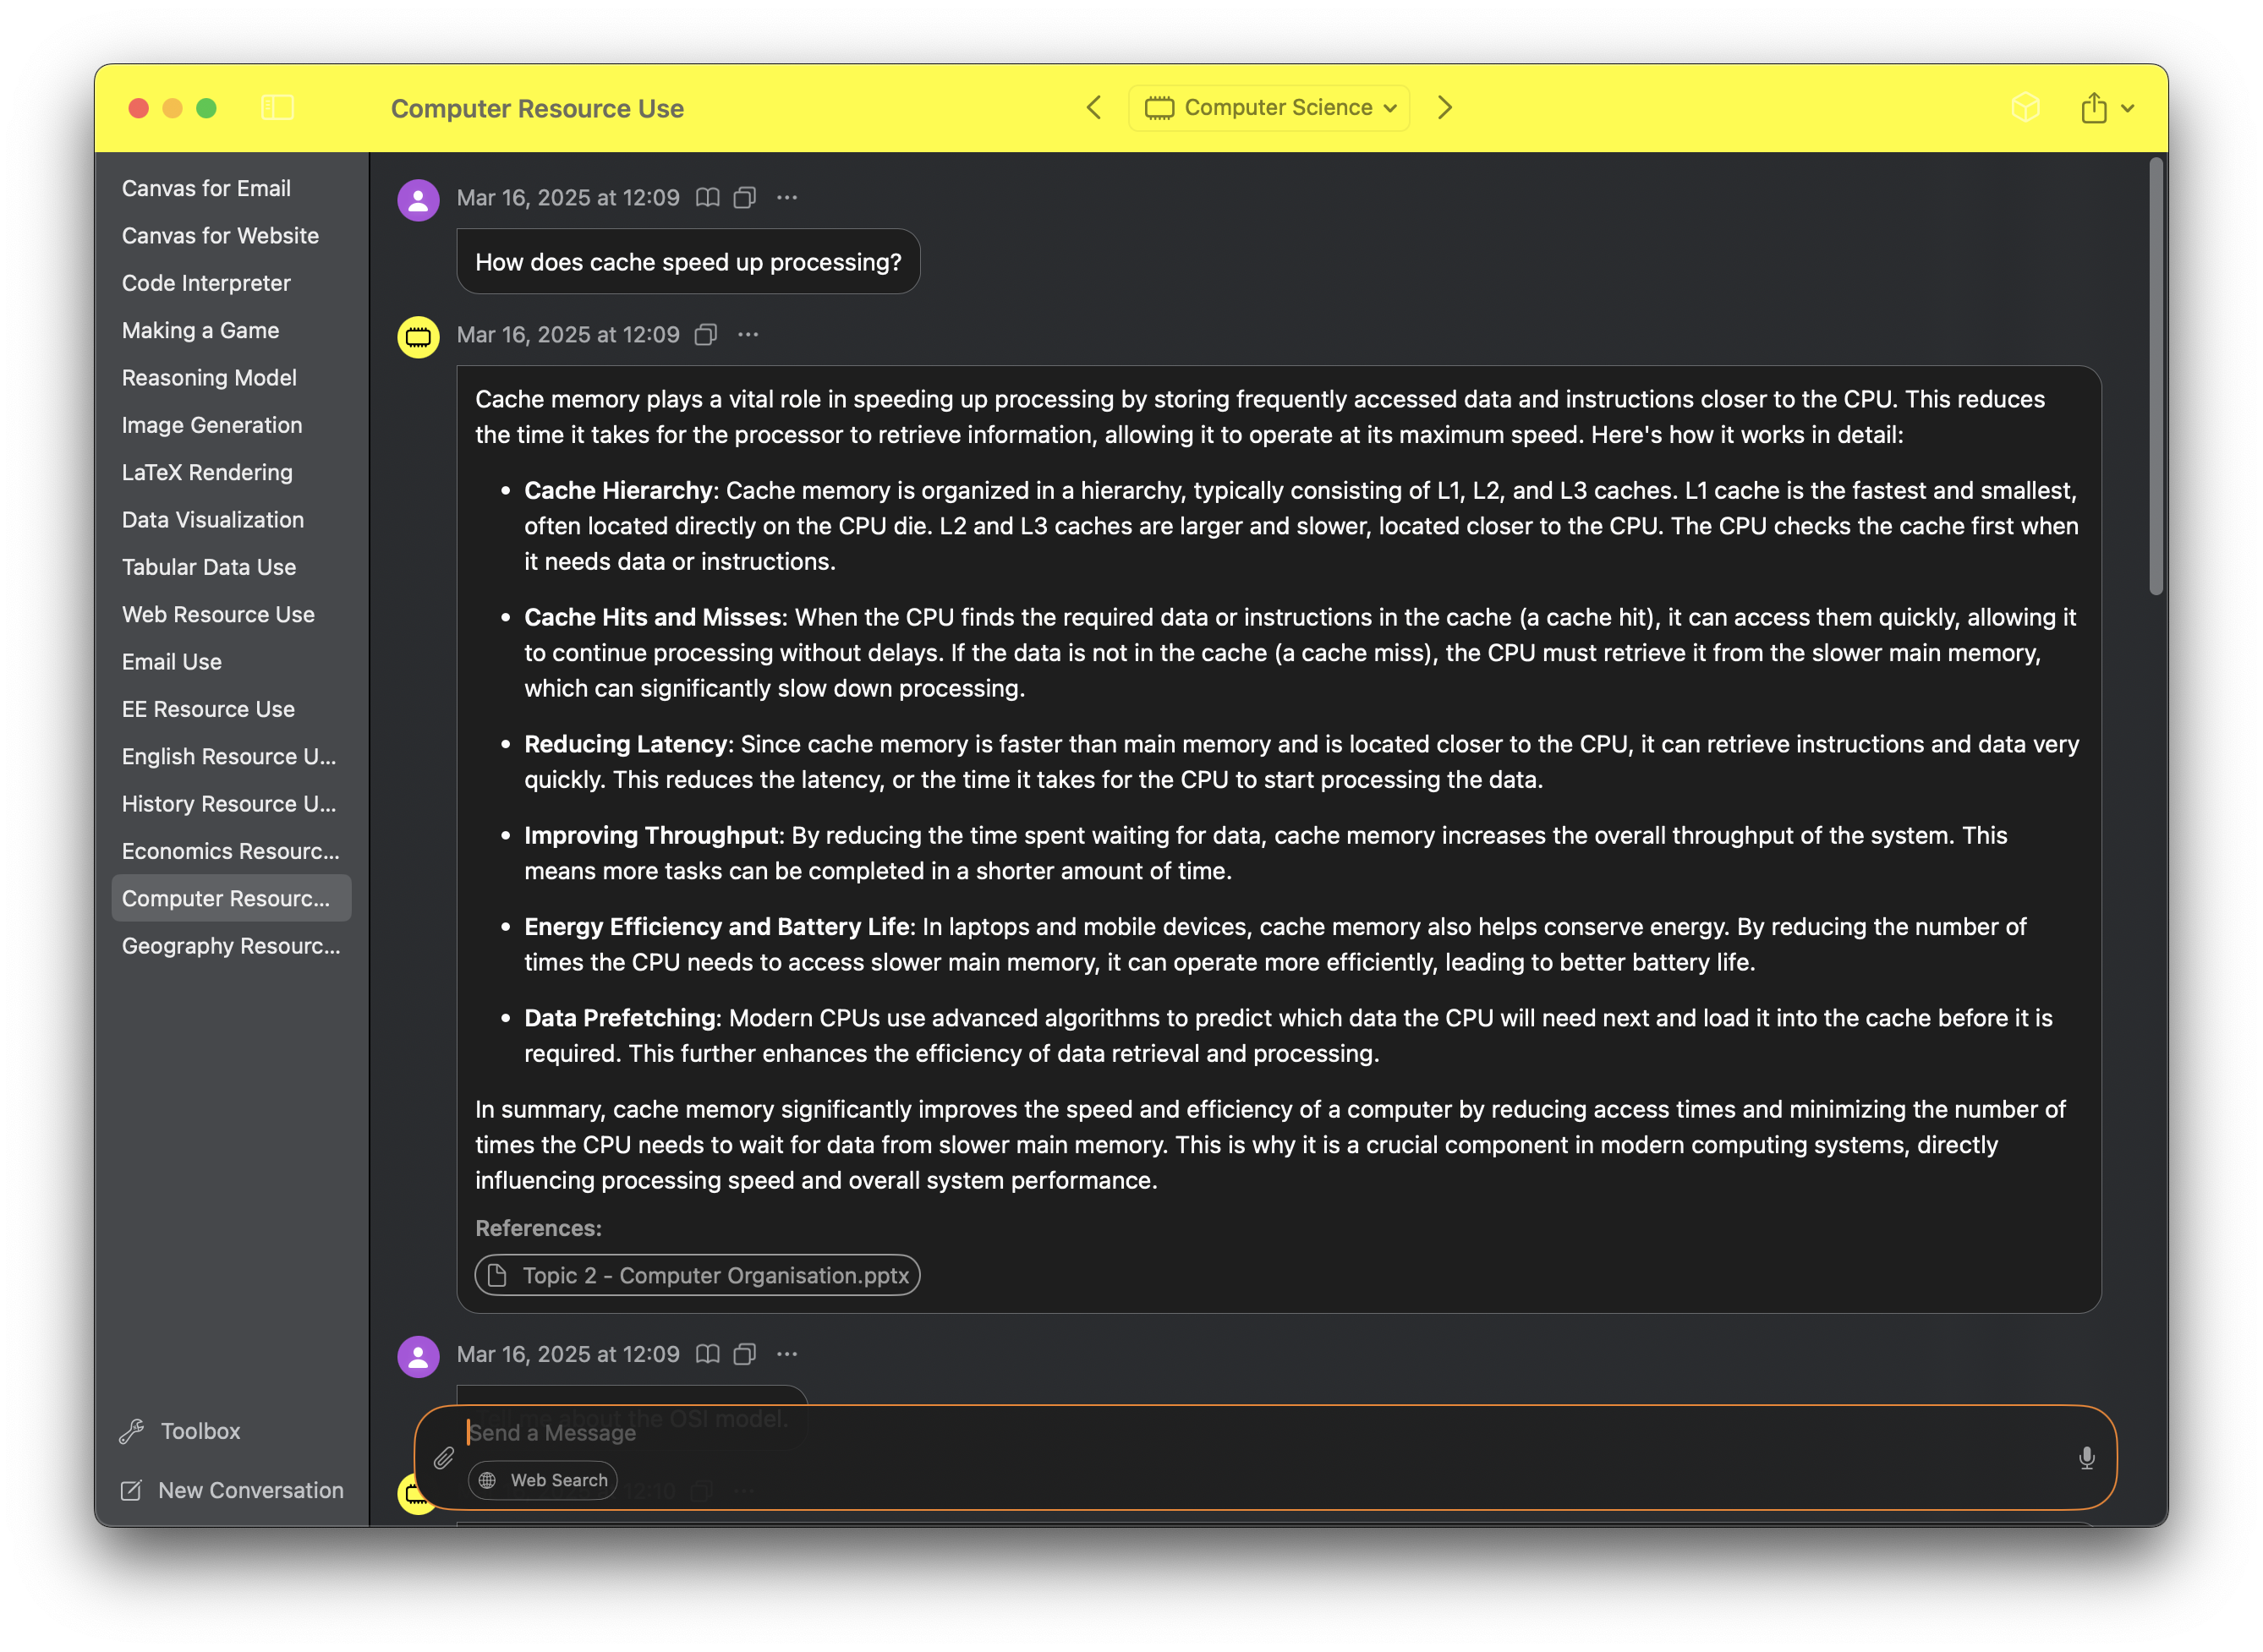 Computer Resource Use
Computer Science
Canvas for Email
Canvas for Website
Code Interpreter
Making a Game
Reasoning Model
Image Generation
LaTeX Rendering
Data Visualization
Tabular Data Use
Web Resource Use
Email Use
EE Resource Use
English Resource U...
History Resource U...
Economics Resourc...
Computer Resourc...
Geography Resourc...
Toolbox
New Conversation
Mar 16, 2025 at 12:09
How does cache speed up processing?
Mar 16, 2025 at 12:09
Cache memory plays a vital role in speeding up processing by storing frequently accessed data and instructions closer to the CPU. This reduces
the time it takes for the processor to retrieve information, allowing it to operate at its maximum speed. Here's how it works in detail:
• Cache Hierarchy: Cache memory is organized in a hierarchy, typically consisting of L1, L2, and L3 caches. L1 cache is the fastest and smallest,
often located directly on the CPU die. L2 and L3 caches are larger and slower, located closer to the CPU. The CPU checks the cache first when
it needs data or instructions.
• Cache Hits and Misses: When the CPU finds the required data or instructions in the cache (a cache hit), it can access them quickly, allowing it
to continue processing without delays. If the data is not in the cache (a cache miss), the CPU must retrieve it from the slower main memory,
which can significantly slow down processing.
• Reducing Latency: Since cache memory is faster than main memory and is located closer to the CPU, it can retrieve instructions and data very
quickly. This reduces the latency, or the time it takes for the CPU to start processing the data.
• Improving Throughput: By reducing the time spent waiting for data, cache memory increases the overall throughput of the system. This
means more tasks can be completed in a shorter amount of time.
• Energy Efficiency and Battery Life: In laptops and mobile devices, cache memory also helps conserve energy. By reducing the number of
times the CPU needs to access slower main memory, it can operate more efficiently, leading to better battery life.
• Data Prefetching: Modern CPUs use advanced algorithms to predict which data the CPU will need next and load it into the cache before it is
required. This further enhances the efficiency of data retrieval and processing.
In summary, cache memory significantly improves the speed and efficiency of a computer by reducing access times and minimizing the number of
times the CPU needs to wait for data from slower main memory. This is why it is a crucial component in modern computing systems, directly
influencing processing speed and overall system performance.
References:
Topic 2 - Computer Organisation.pptx
Mar 16, 2025 at 12:09
me about the OSI model.
Send a Message
Web Search
12:10